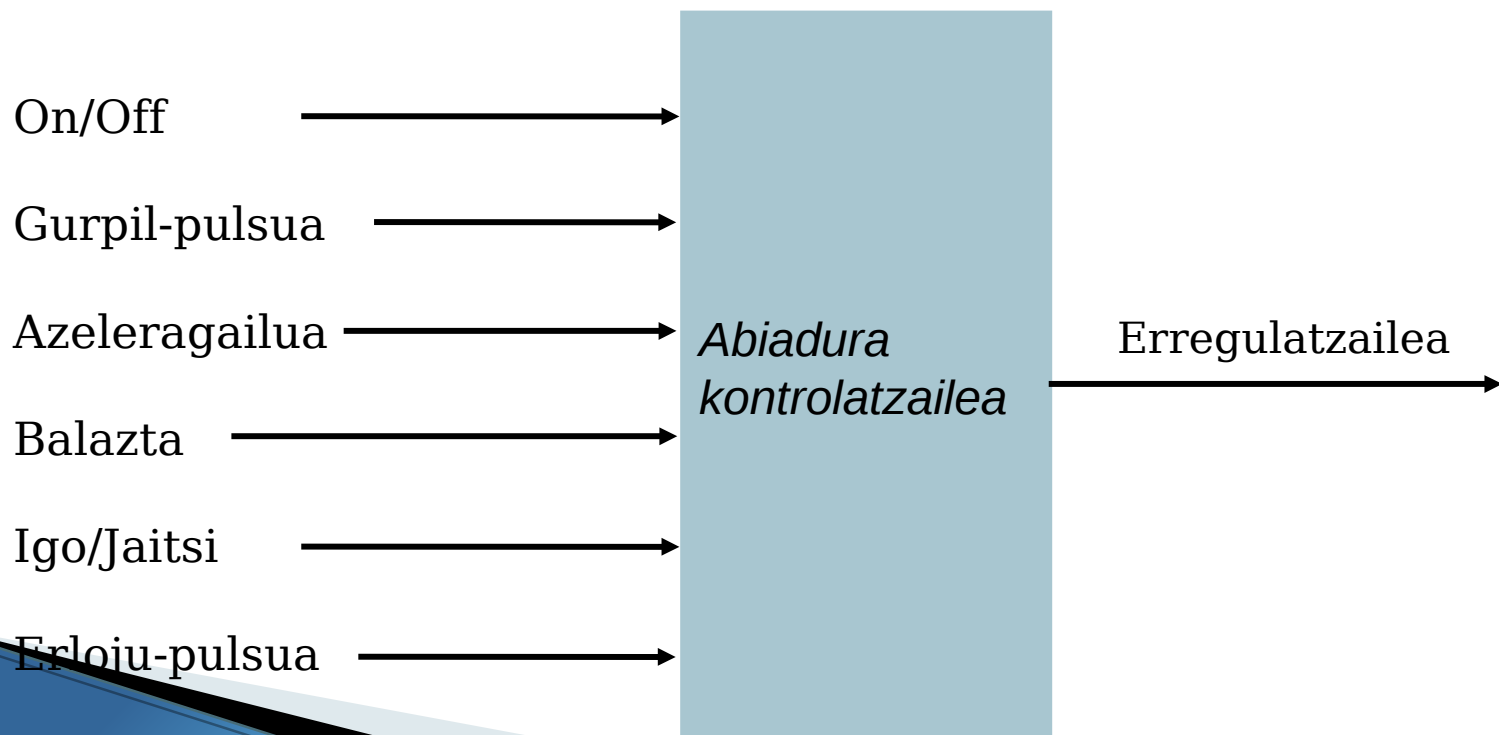 On/Off
Gurpil-pulsua
Azeleragailua
Balazta
Igo/Jaitsi
Erloju-pulsua
Abiadura
kontrolatzailea
Erregulatzailea